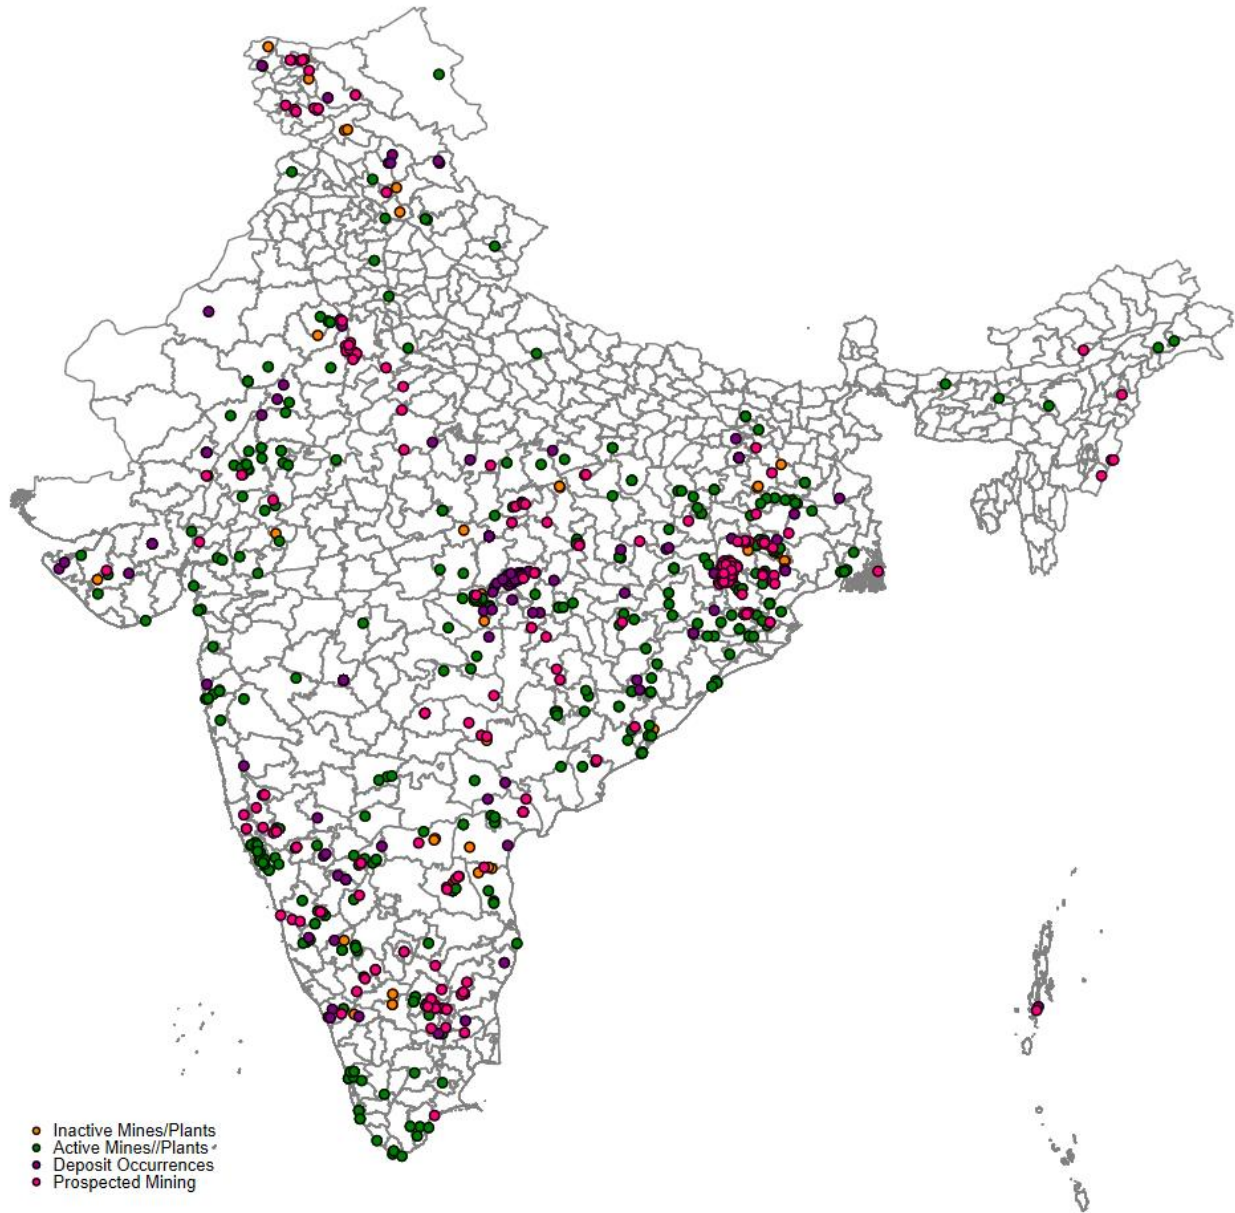 Inactive Mines/Plants
Active Mines//Plants
Deposit Occurrences
Prospected Mining